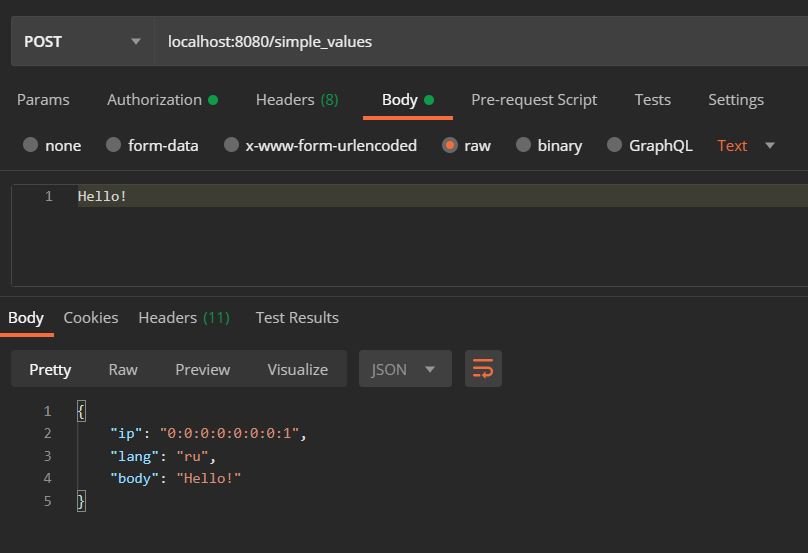 POST localhost:8080/simple_values
Params Authorization Headers (8) Body Pre-request Script Tests Settings
none form-data x-www-form-urlencoded raw binary GraphQL Text
1 Hello!
Body Cookies Headers (11) Test Results
Pretty Raw Preview Visualize JSON
1 {
2 "ip": "0:0:0:0:0:0:0:1",
3 "lang": "ru",
4 "body": "Hello!"
5 }